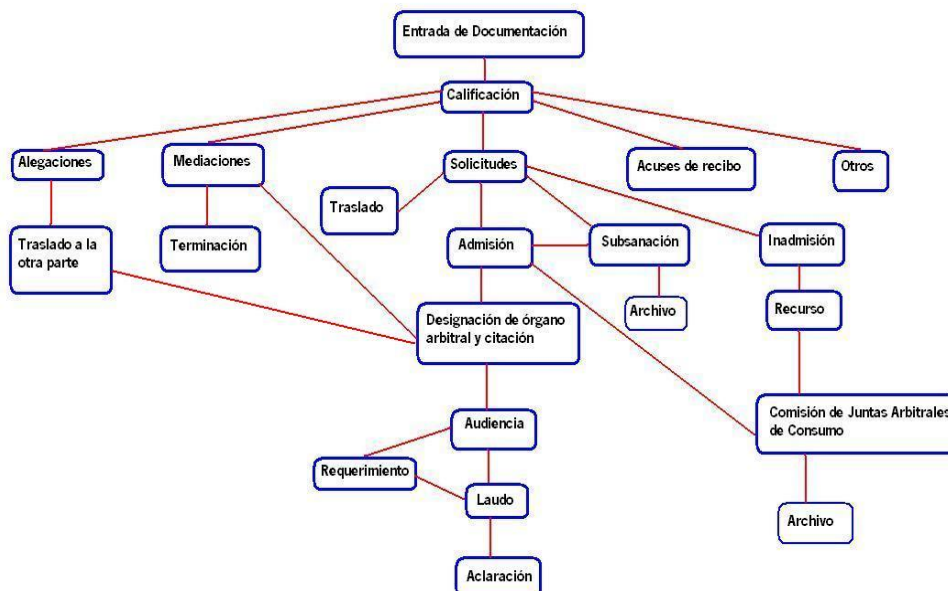 Entrada de Documentación
Calificación
Alegaciones
Mediaciones
Solicitudes
Acuses de recibo
Otros
Traslado
Traslado a la
otra parte
Terminación
Admisión
Subsanación
Inadmisión
Archivo
Recurso
Designación de órgano
arbitral y citación
Comisión de Juntas Arbitrales
de Consumo
Audiencia
Requerimiento
Laudo
Archivo
Aclaración